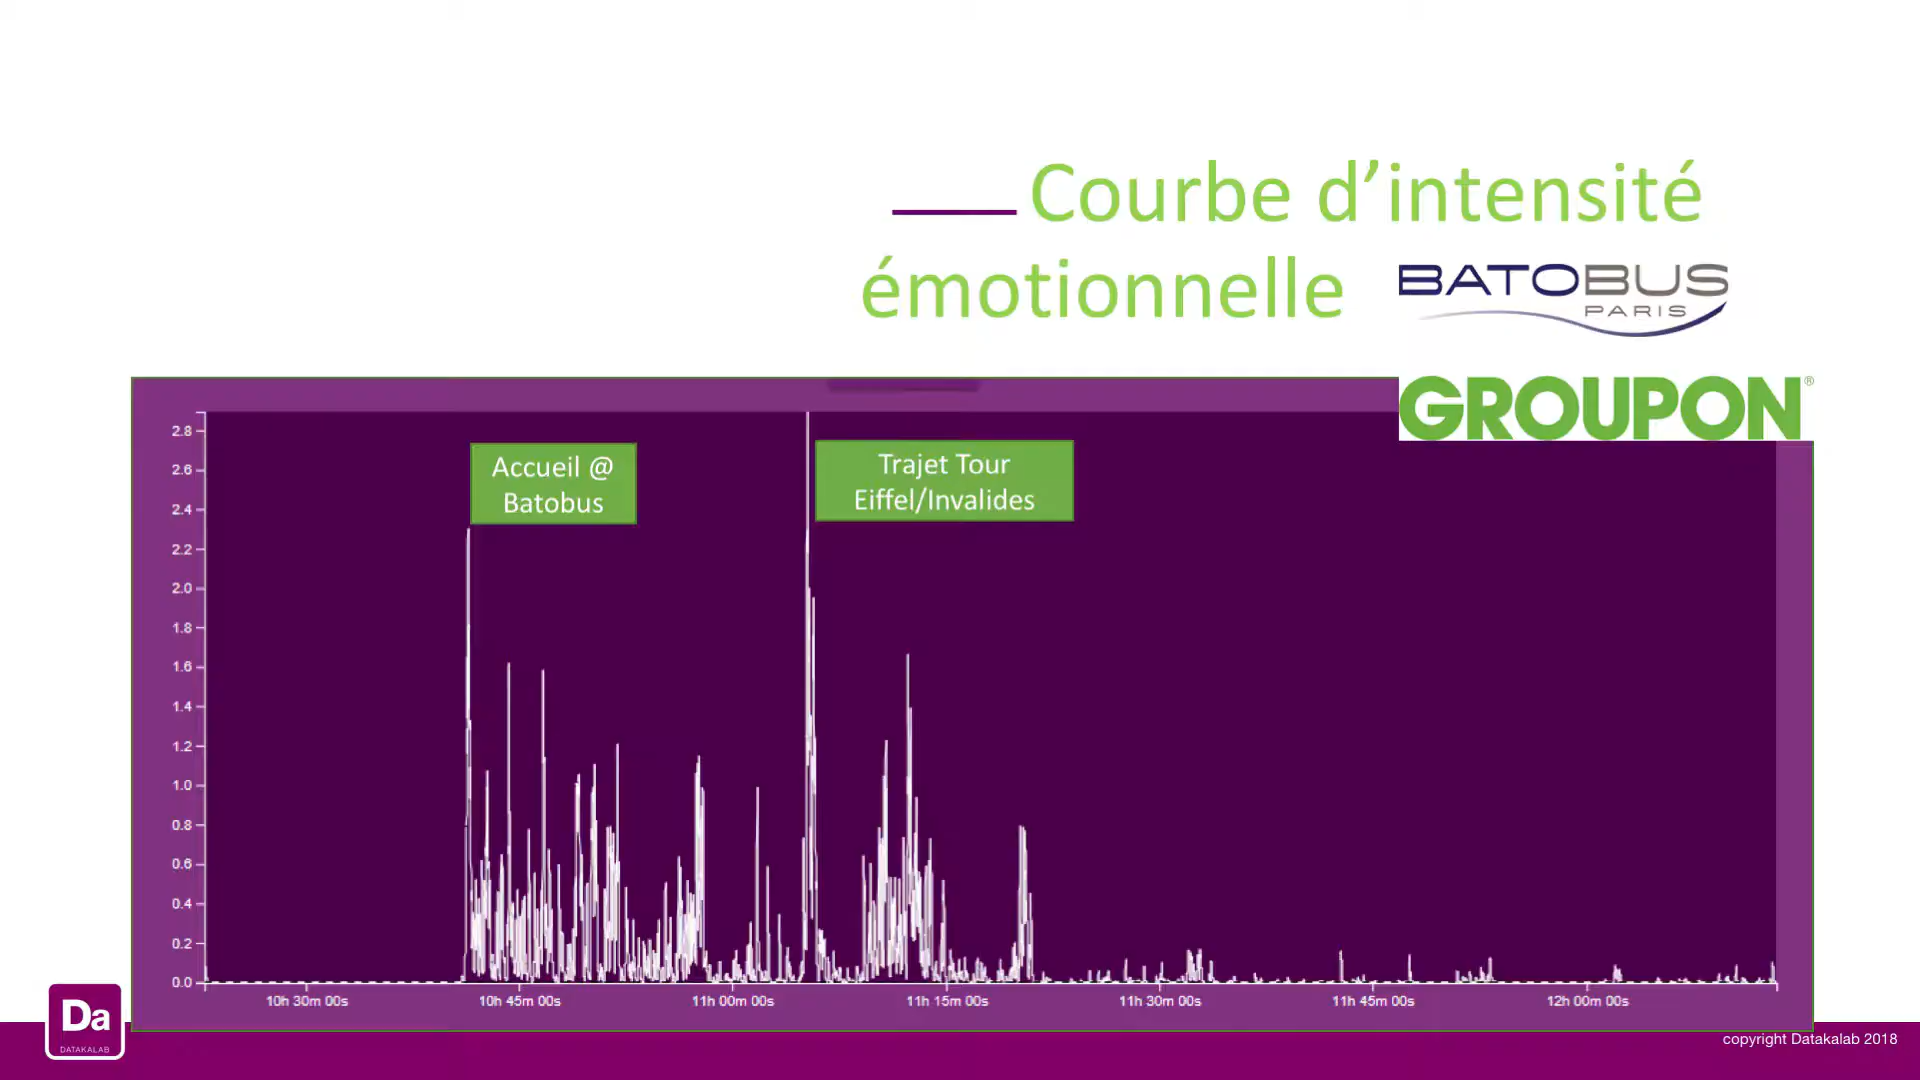 Courbe d’intensité
émotionnelle
BATOBUS
PARIS
GROUPON®
Accueil @
Batobus
Trajet Tour
Eiffel/Invalides
2.8
2.6
2.4
2.2
2.0
1.8
1.6
1.4
1.2
1.0
0.8
0.6
0.4
0.2
0.0
10h 30m 00s 10h 45m 00s 11h 00m 00s 11h 15m 00s 11h 30m 00s 11h 45m 00s 12h 00m 00s
Da
DATAKALAB
copyright Datakalab 2018